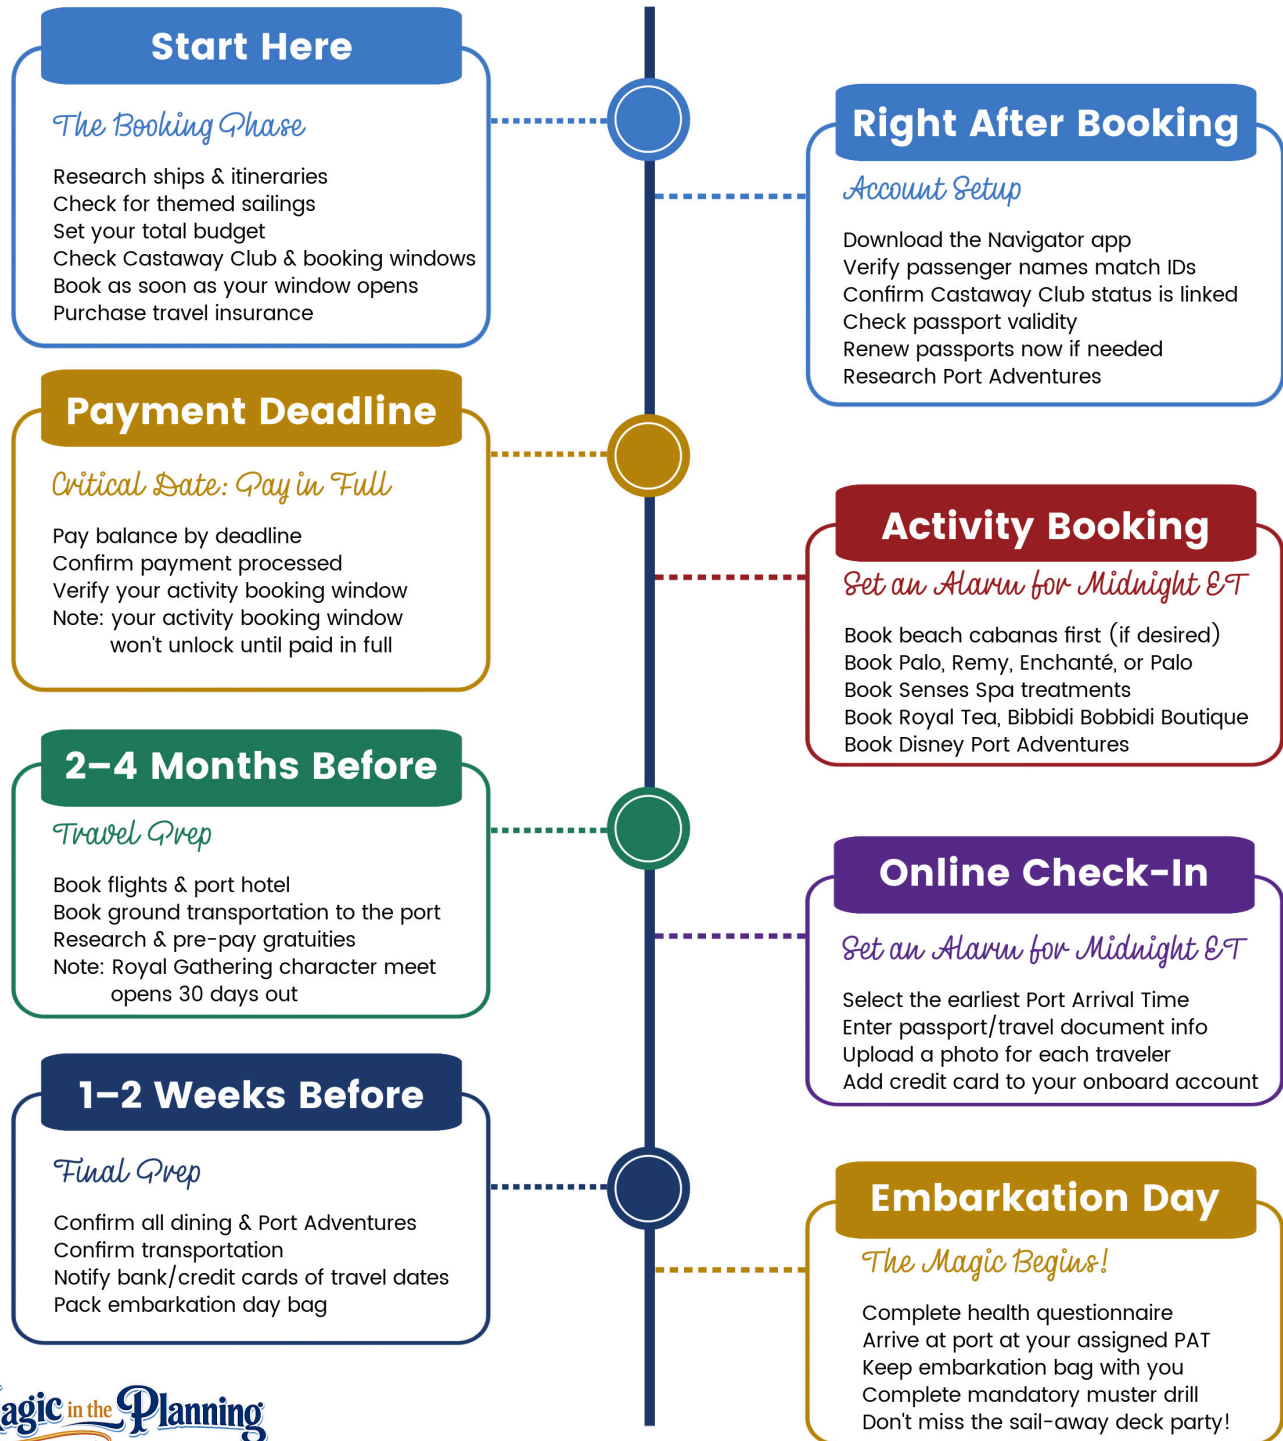 Start Here
The Booking Phase
Research ships & itineraries
Check for themed sailings
Set your total budget
Check Castaway Club & booking windows
Book as soon as your window opens
Purchase travel insurance
Right After Booking
Account Setup
Download the Navigator app
Verify passenger names match IDs
Confirm Castaway Club status is linked
Check passport validity
Renew passports now if needed
Research Port Adventures
Payment Deadline
Critical Date: Pay in Full
Pay balance by deadline
Confirm payment processed
Verify your activity booking window
Note: your activity booking window
won't unlock until paid in full
Activity Booking
Set an Alarm for Midnight ET
Book beach cabanas first (if desired)
Book Palo, Remy, Enchanté, or Palo
Book Senses Spa treatments
Book Royal Tea, Bibbidi Bobbidi Boutique
Book Disney Port Adventures
2–4 Months Before
Travel Prep
Book flights & port hotel
Book ground transportation to the port
Research & pre-pay gratuities
Note: Royal Gathering character meet
opens 30 days out
Online Check-In
Set an Alarm for Midnight ET
Select the earliest Port Arrival Time
Enter passport/travel document info
Upload a photo for each traveler
Add credit card to your onboard account
1–2 Weeks Before
Final Prep
Confirm all dining & Port Adventures
Confirm transportation
Notify bank/credit cards of travel dates
Pack embarkation day bag
Embarkation Day
The Magic Begins!
Complete health questionnaire
Arrive at port at your assigned PAT
Keep embarkation bag with you
Complete mandatory muster drill
Don't miss the sail-away deck party!
agic in the Planning